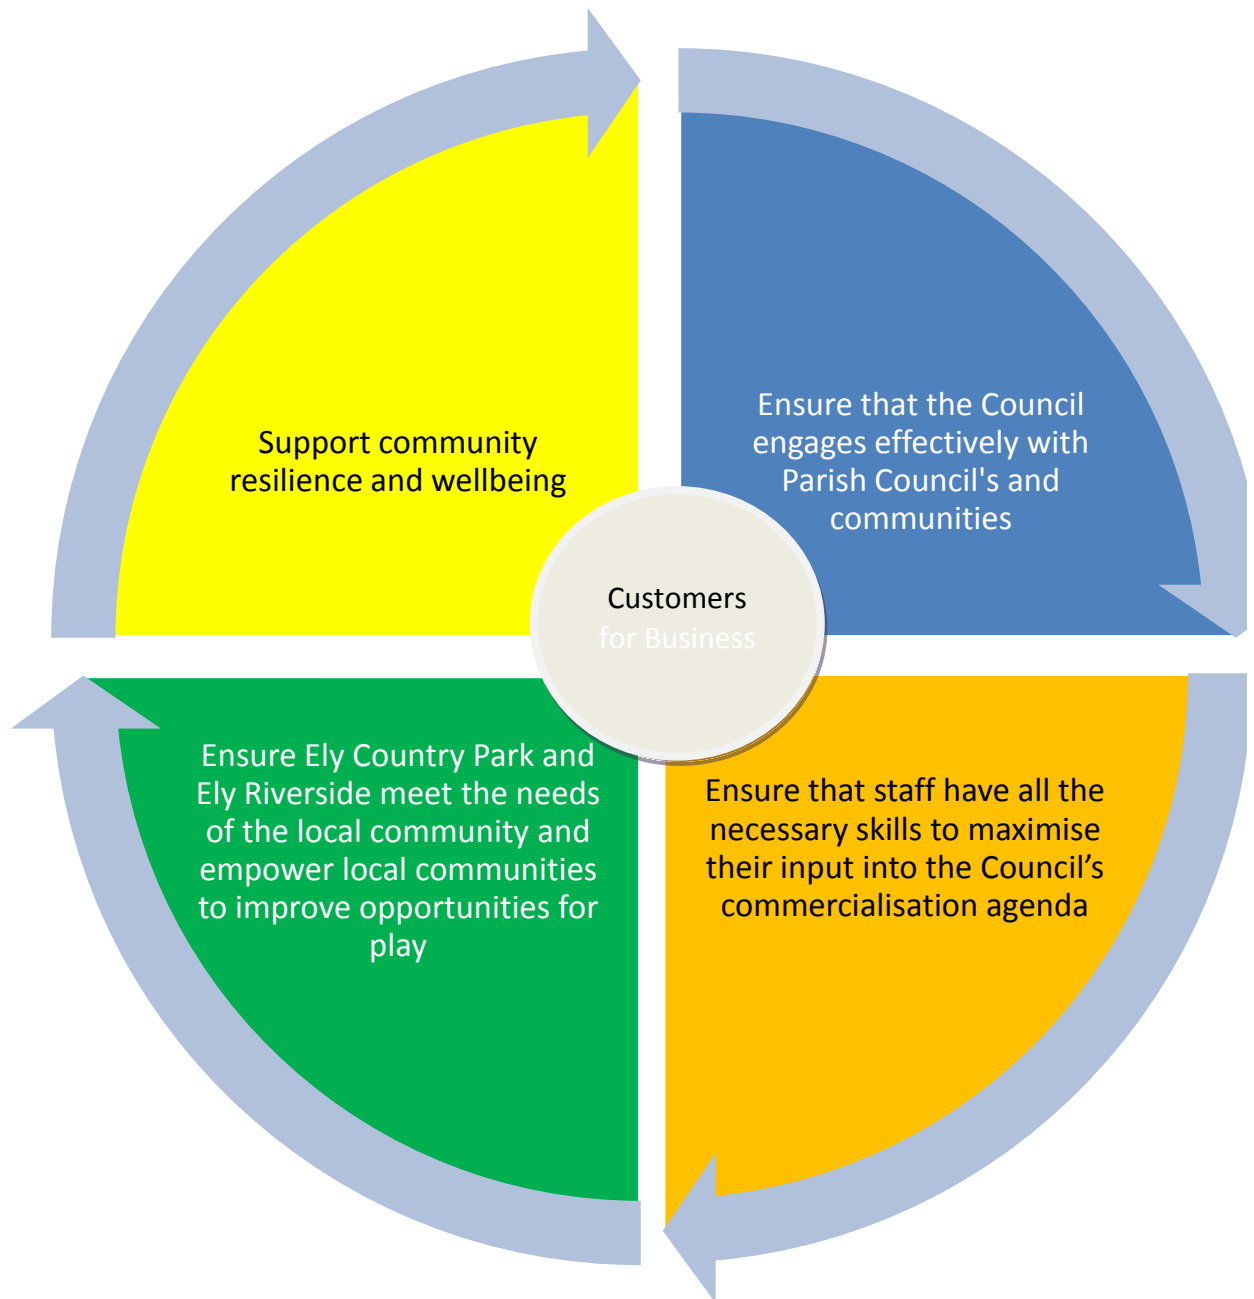 Support community
resilience and wellbeing
Ensure that the Council
engages effectively with
Parish Council's and
communities
Customers
for Business
Ensure Ely Country Park and
Ely Riverside meet the needs
of the local community and
empower local communities
to improve opportunities for
play
Ensure that staff have all the
necessary skills to maximise
their input into the Council’s
commercialisation agenda